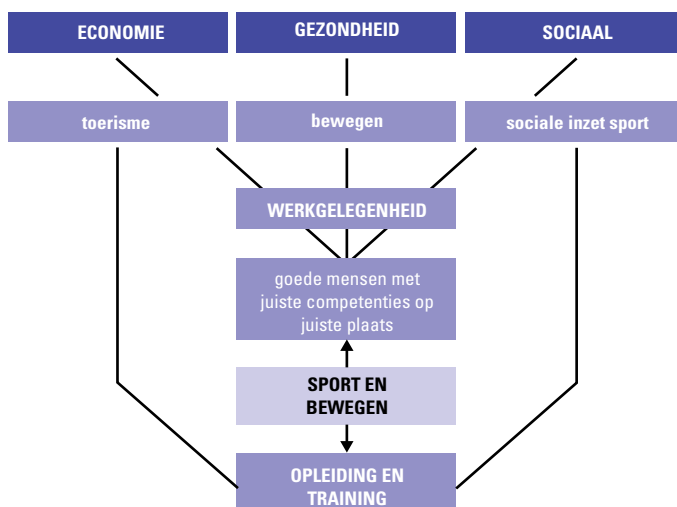 ECONOMIE
GEZONDHEID
SOCIAAL
toerisme
bewegen
sociale inzet sport
WERKGELEGENHEID
goede mensen met
juiste competenties op
juiste plaats
SPORT EN
BEWEGEN
OPLEIDING EN
TRAINING